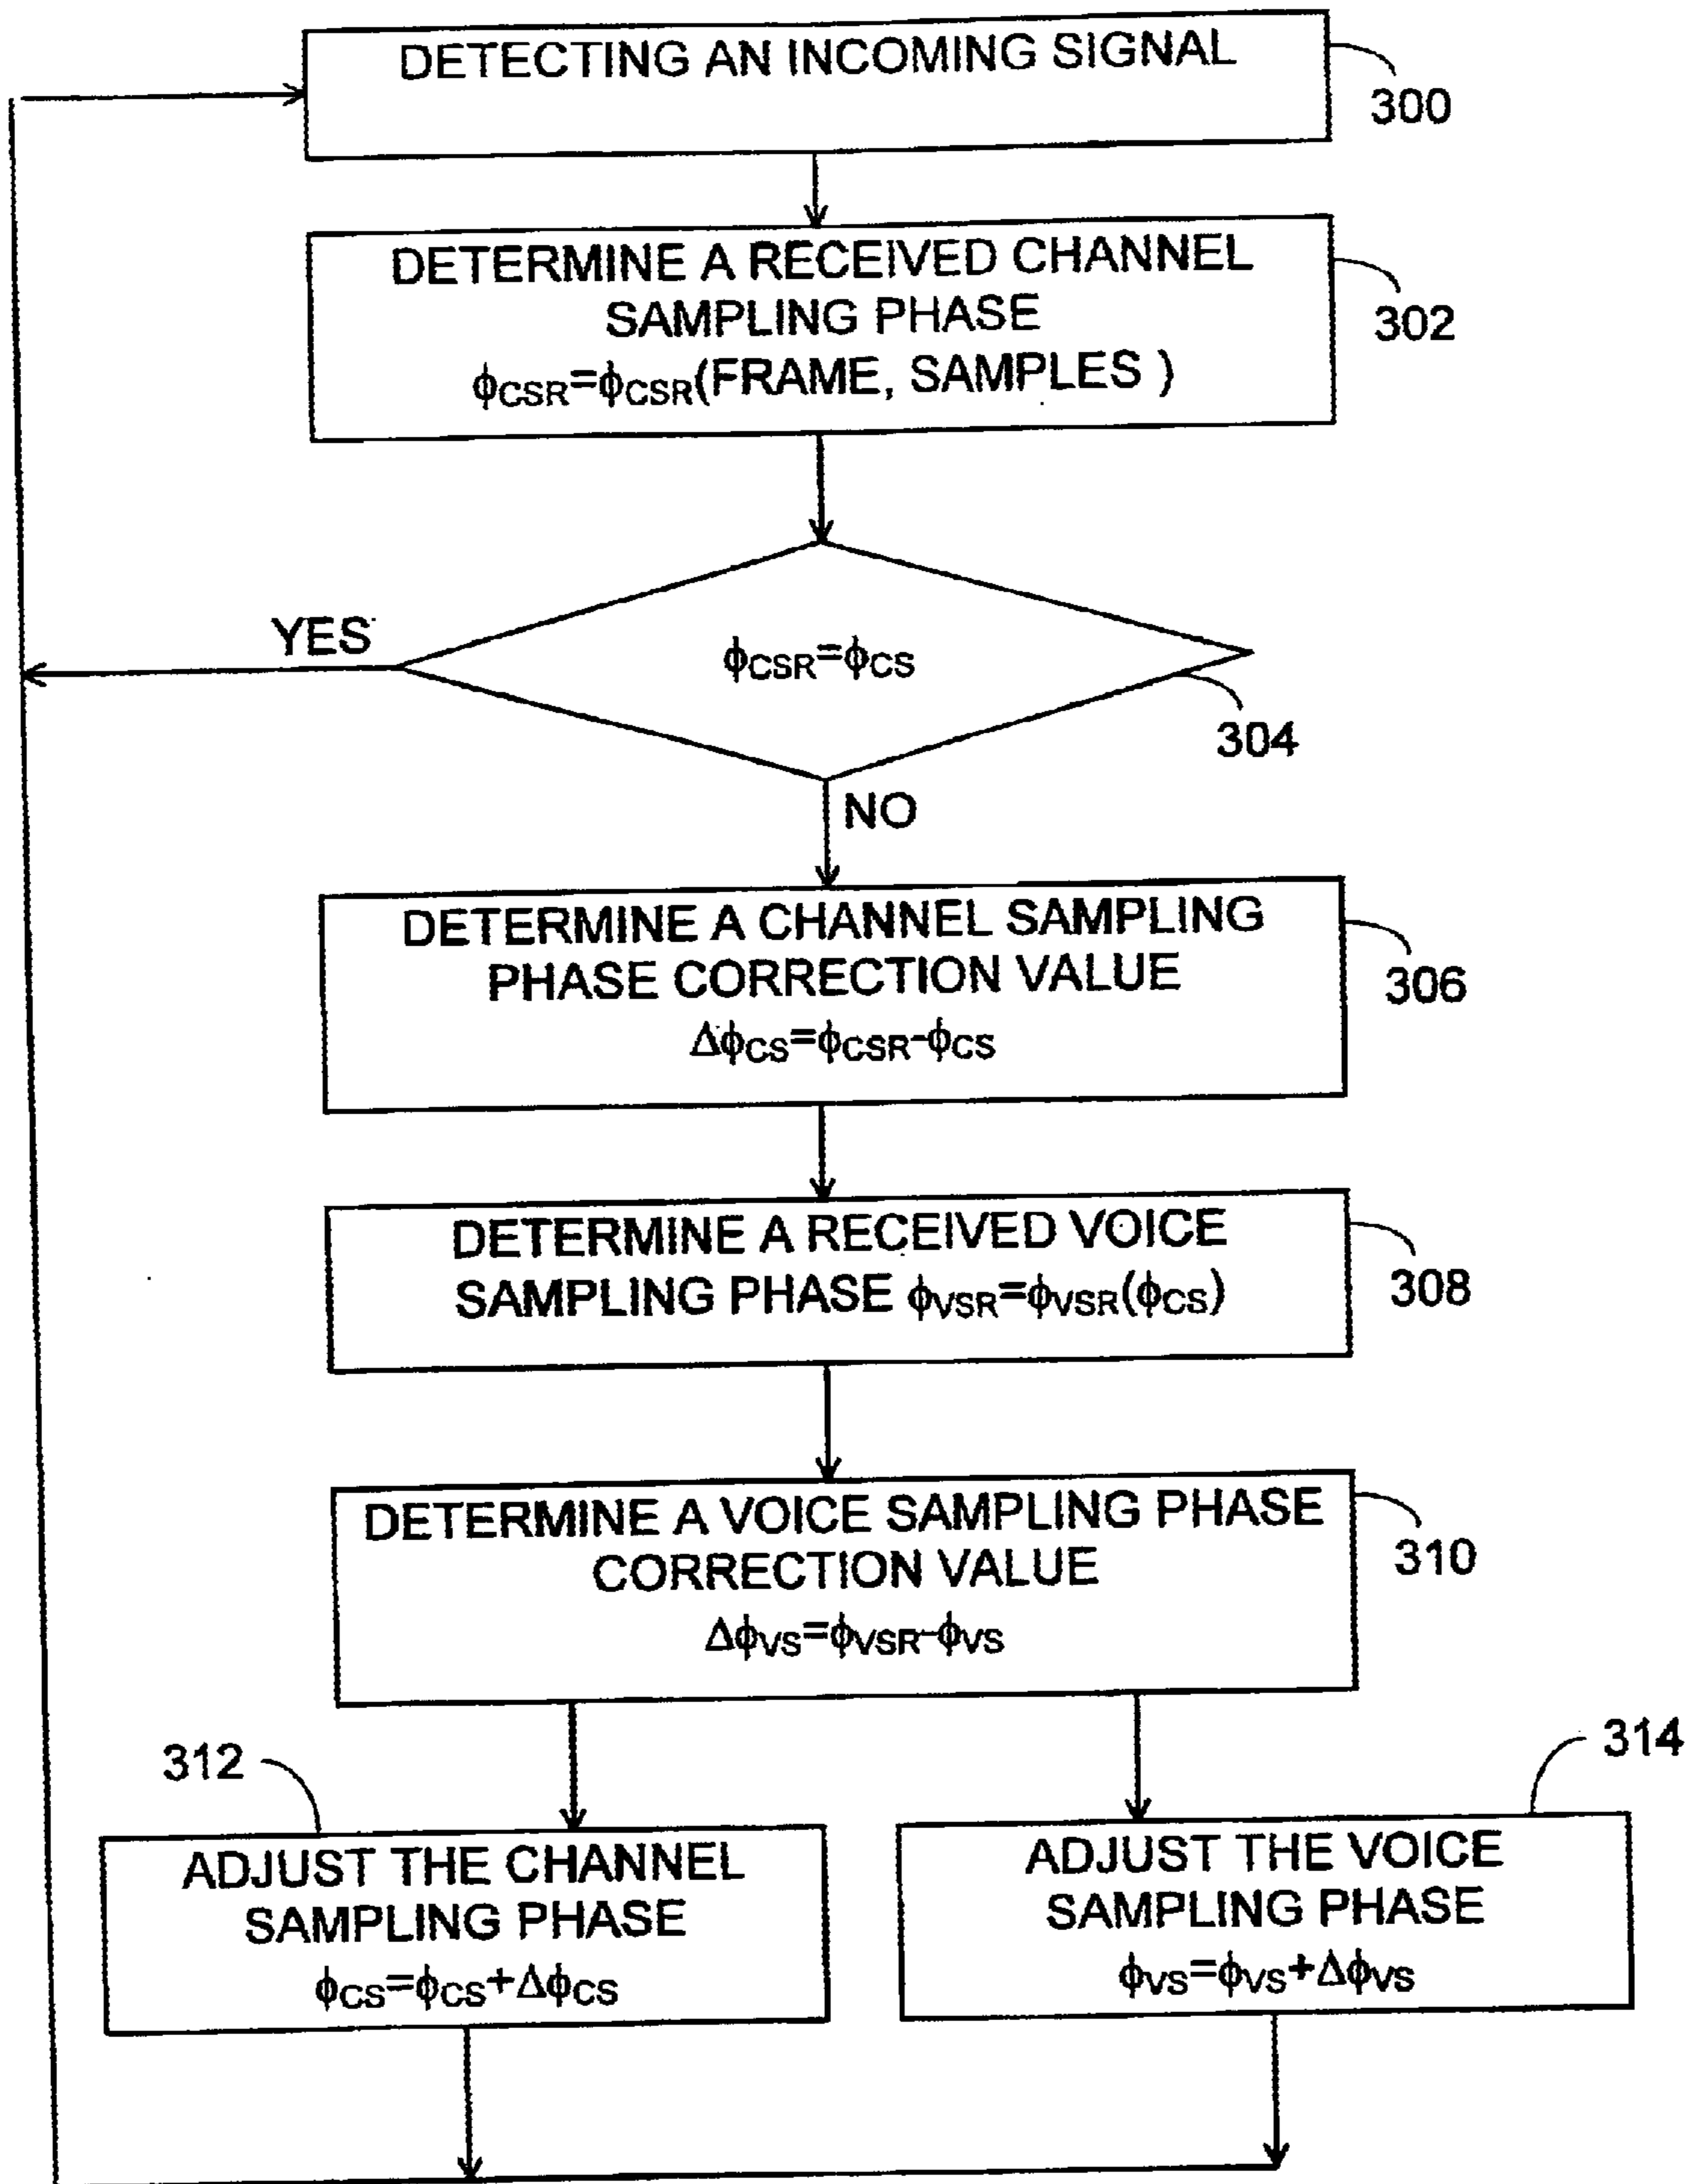 DETECTING AN INCOMING SIGNAL
300
DETERMINE A RECEIVED CHANNEL
SAMPLING PHASE
ϕCSR=ϕCSR(FRAME, SAMPLES )
302
YES
ϕCSR=ϕCS
304
NO
DETERMINE A CHANNEL SAMPLING
PHASE CORRECTION VALUE
ΔϕCS=ϕCSR-ϕCS
306
DETERMINE A RECEIVED VOICE
SAMPLING PHASE ϕVSR=ϕVSR(ϕCS)
308
DETERMINE A VOICE SAMPLING PHASE
CORRECTION VALUE
ΔϕVS=ϕVSR-ϕVS
310
312
ADJUST THE CHANNEL
SAMPLING PHASE
ϕCS=ϕCS+ΔϕCS
314
ADJUST THE VOICE
SAMPLING PHASE
ϕVS=ϕVS+ΔϕVS